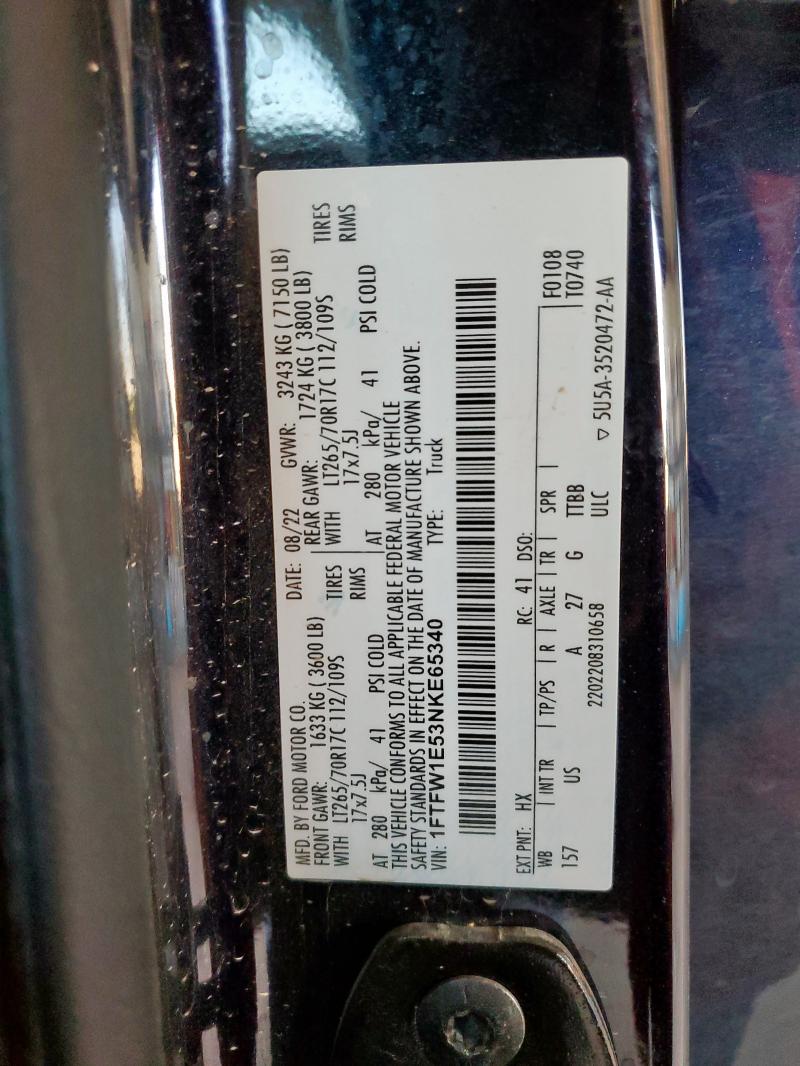 MFD. BY FORD MOTOR CO.
DATE: 08/22
GVWR: 3243 KG ( 7150 LB)
FRONT GAWR: 1633 KG ( 3600 LB)
REAR GAWR: 1724 KG ( 3800 LB)
WITH LT265/70R17C 112/109S TIRES
WITH LT265/70R17C 112/109S TIRES
17x7.5J RIMS
17x7.5J RIMS
AT 280 kPa/ 41 PSI COLD
AT 280 kPa/ 41 PSI COLD
THIS VEHICLE CONFORMS TO ALL APPLICABLE FEDERAL MOTOR VEHICLE
SAFETY STANDARDS IN EFFECT ON THE DATE OF MANUFACTURE SHOWN ABOVE.
VIN: 1FTFW1E53NKE65340
TYPE: Truck
EXT PNT: HX RC: 41 DSO:
WB INT TR TP/PS R AXLE TR SPR F0108
157 US A 27 G TTBB T0740
ULC
2202208310658 ▽ 5U5A-3520472-AA